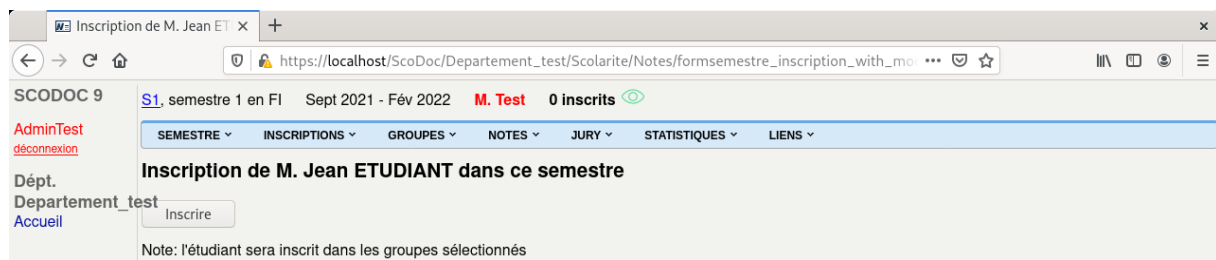 Inscription de M. Jean ET
https://localhost/ScoDoc/Departement_test/Scolarite/Notes/formsemestre_inscription_with_mo
SCODOC 9
AdminTest
déconnexion
Dépt.
Departement_test
Accueil
S1, semestre 1 en FI Sept 2021 - Fév 2022 M. Test 0 inscrits
SEMESTRE INSCRIPTIONS GROUPES NOTES JURY STATISTIQUES LIENS
Inscription de M. Jean ETUDIANT dans ce semestre
Inscrire
Note: l'étudiant sera inscrit dans les groupes sélectionnés